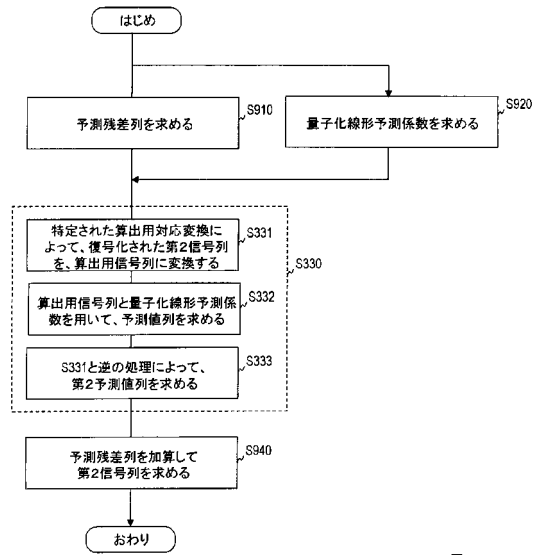 はじめ
予測残差列を求める
S910
量子化線形予測係数を求める
S920
特定された算出用対応変換に
よって、復号化された第2信号列
を、算出用信号列に変換する
S331
S330
算出用信号列と量子化線形予測係
数を用いて、予測値列を求める
S332
S331と逆の処理によって、
第2予測値列を求める
S333
予測残差列を加算して
第2信号列を求める
S940
おわり